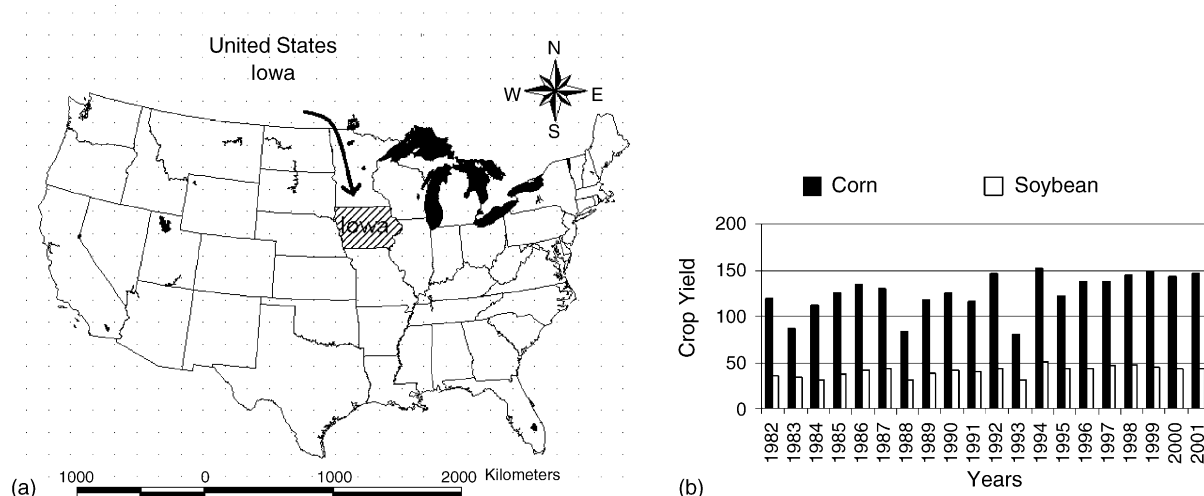 United States
Iowa
N
W E
S
Iowa
1000 0 1000 2000 Kilometers
(a)
Corn Soybean
200
150
100
50
0
Crop Yield
1982 1983 1984 1985 1986 1987 1988 1989 1990 1991 1992 1993 1994 1995 1996 1997 1998 1999 2000 2001
Years
(b)